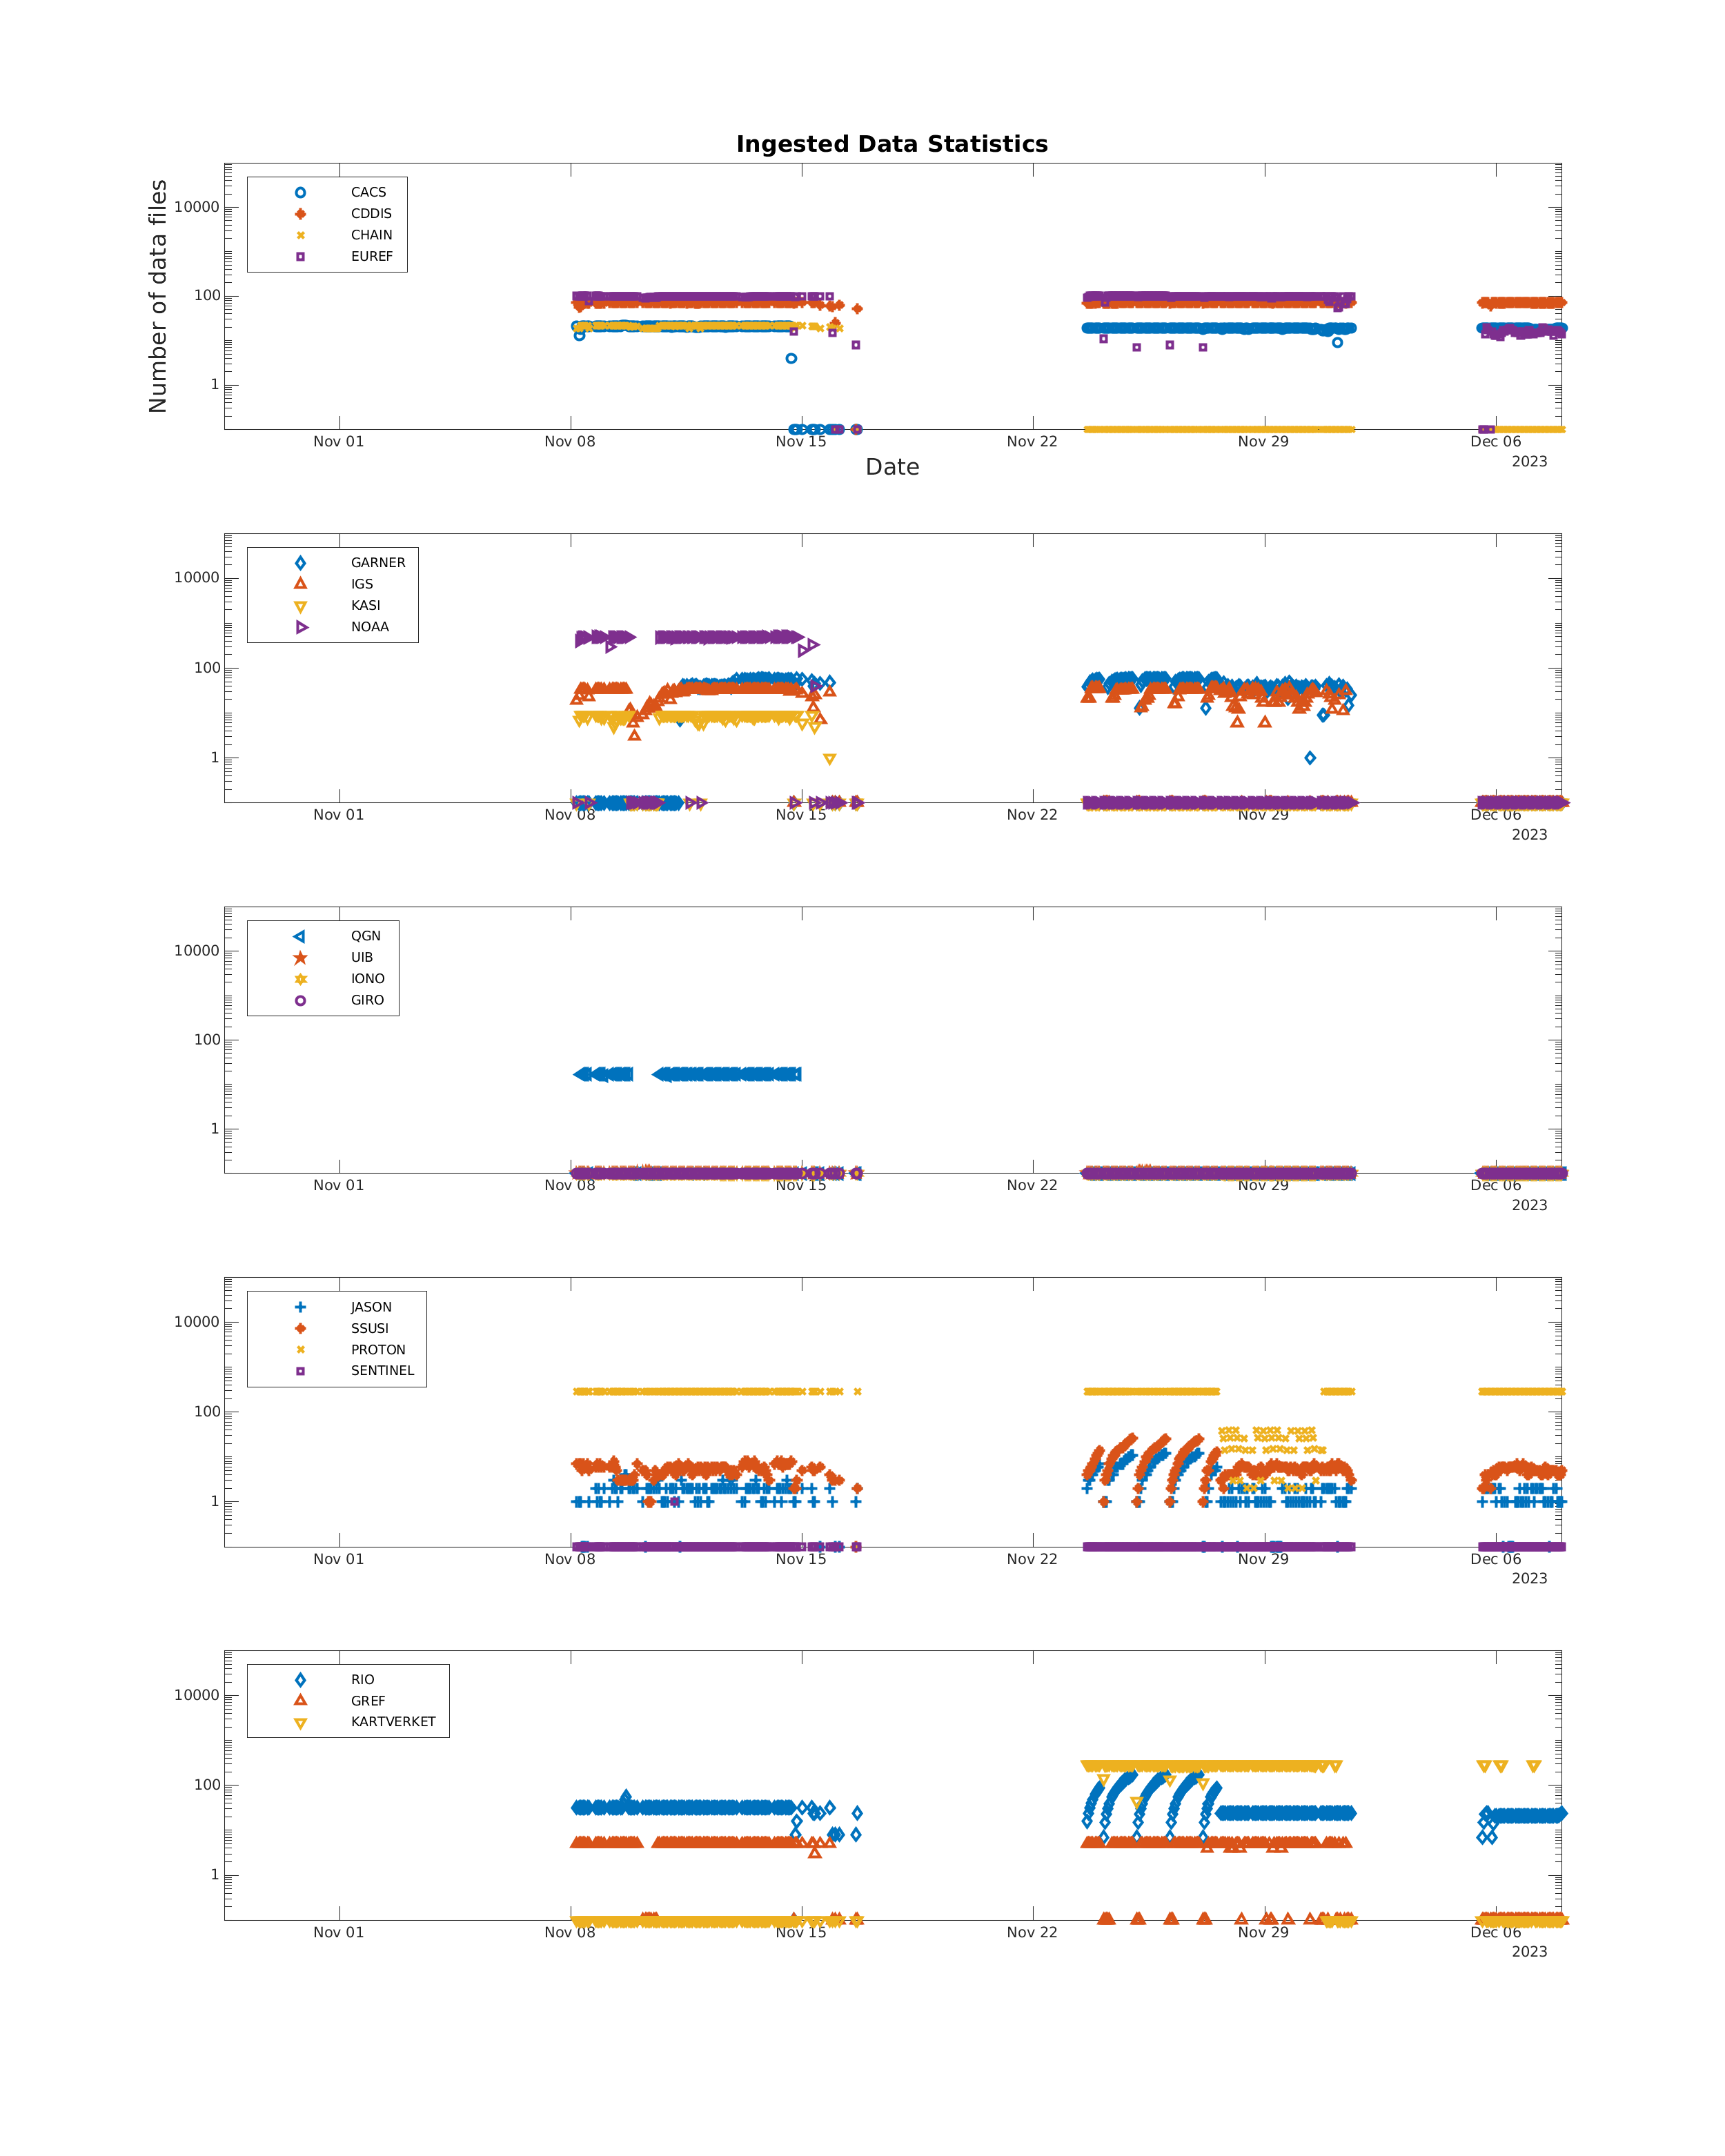 Ingested Data Statistics
Number of data files
10000
100
1
CACS
CDDIS
CHAIN
EUREF
Nov 01
Nov 08
Nov 15
Nov 22
Nov 29
Dec 06
2023
Date
10000
100
1
GARNER
IGS
KASI
NOAA
Nov 01
Nov 08
Nov 15
Nov 22
Nov 29
Dec 06
2023
10000
100
1
QGN
UIB
IONO
GIRO
Nov 01
Nov 08
Nov 15
Nov 22
Nov 29
Dec 06
2023
10000
100
1
JASON
SSUSI
PROTON
SENTINEL
Nov 01
Nov 08
Nov 15
Nov 22
Nov 29
Dec 06
2023
10000
100
1
RIO
GREF
KARTVERKET
Nov 01
Nov 08
Nov 15
Nov 22
Nov 29
Dec 06
2023